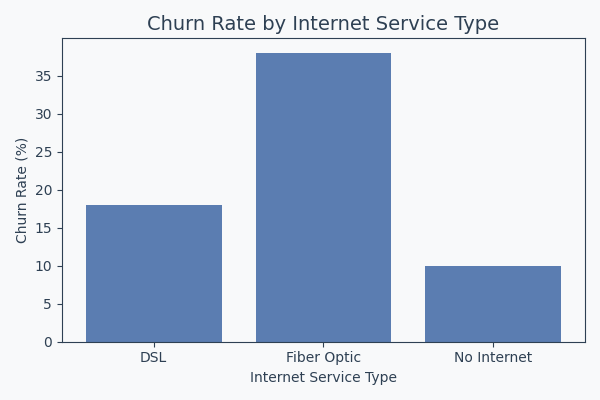 Churn Rate by Internet Service Type
Churn Rate (%)
35
30
25
20
15
10
5
0
DSL
Fiber Optic
No Internet
Internet Service Type